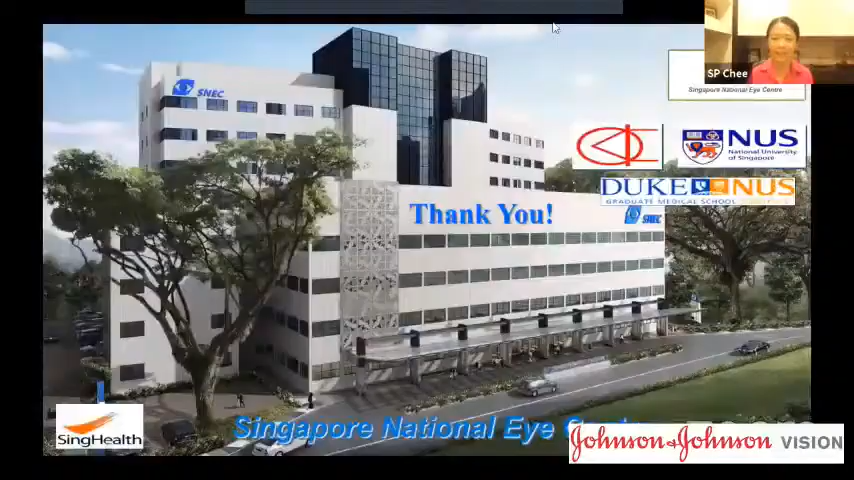 SNEC
SP Chee
Singapore National Eye Centre
NUS
National University
of Singapore
DUKE NUS
GRADUATE MEDICAL SCHOOL
SNEC
Thank You!
Singapore National Eye
SingHealth
Johnson & Johnson VISION